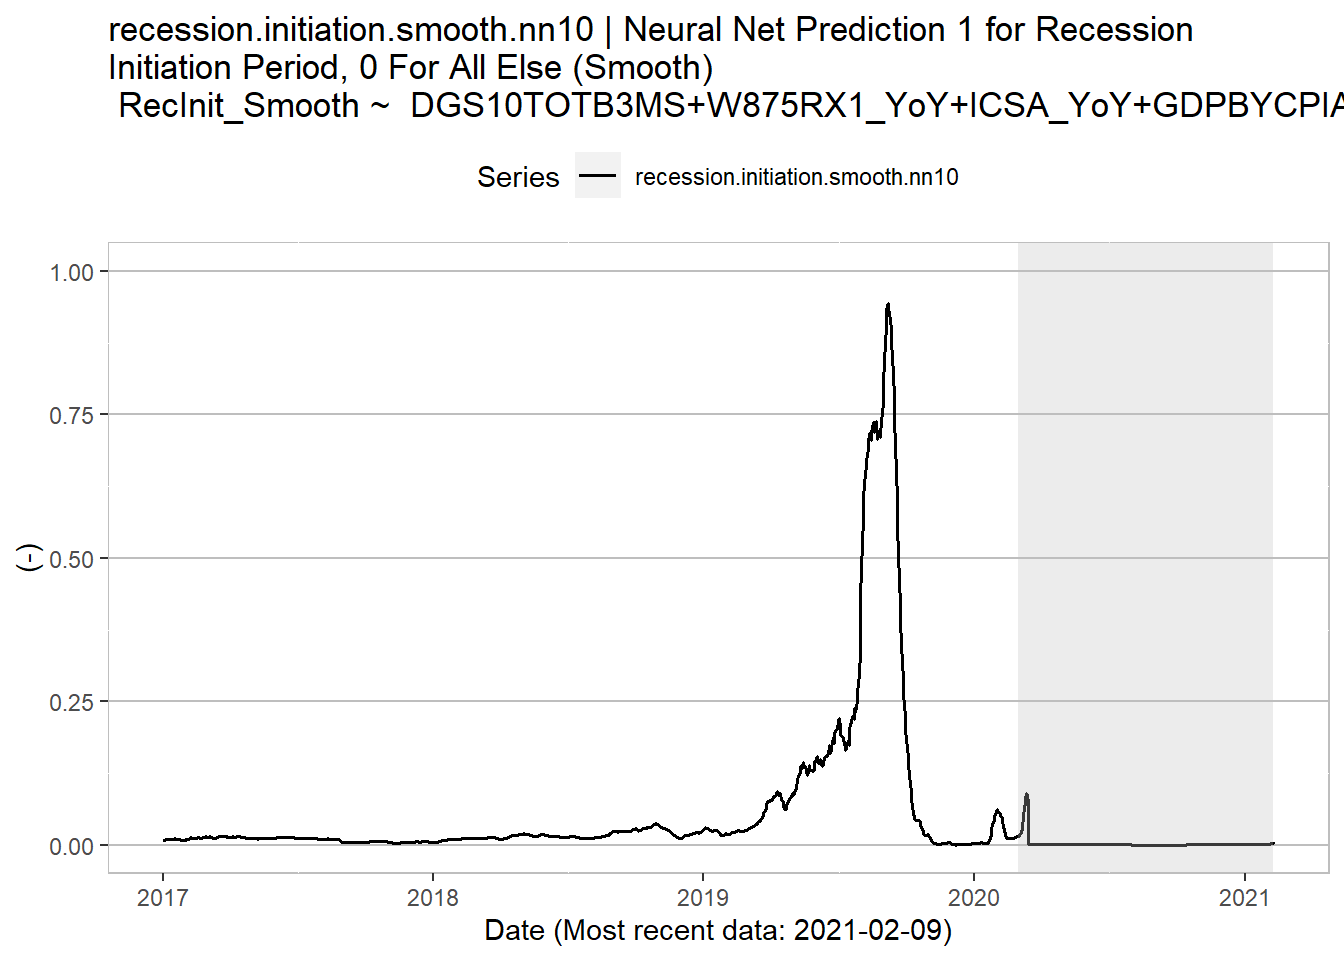 recession.initiation.smooth.nn10 | Neural Net Prediction 1 for Recession
Initiation Period, 0 For All Else (Smooth)
RecInit_Smooth ~  DGS10TOTB3MS+W875RX1_YoY+ICSA_YoY+GDPBYCPIA
Series recession.initiation.smooth.nn10
1.00
0.75
0.50
0.25
0.00
(-)
2017 2018 2019 2020 2021
Date (Most recent data: 2021-02-09)